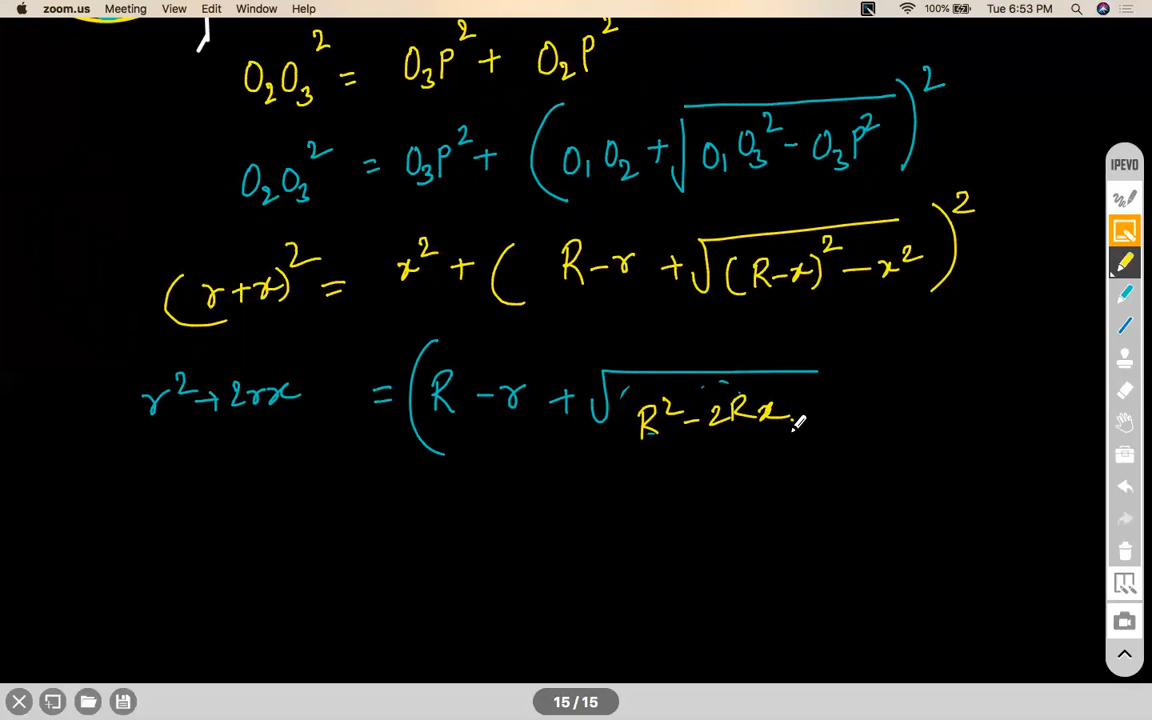 zoom.us Meeting View Edit Window Help 100% Tue 6:53 PM
O₂O₃² = O₃P² + O₂P²
O₂O₃² = O₃P² + (O₁O₂ + √(O₁O₃² - O₃P²))²
IPEVO
(r+x)² = x² + (R-r + √((R-x)² - x²))²
r² + 2rx = (R - r + √(R² - 2Rx
15 / 15